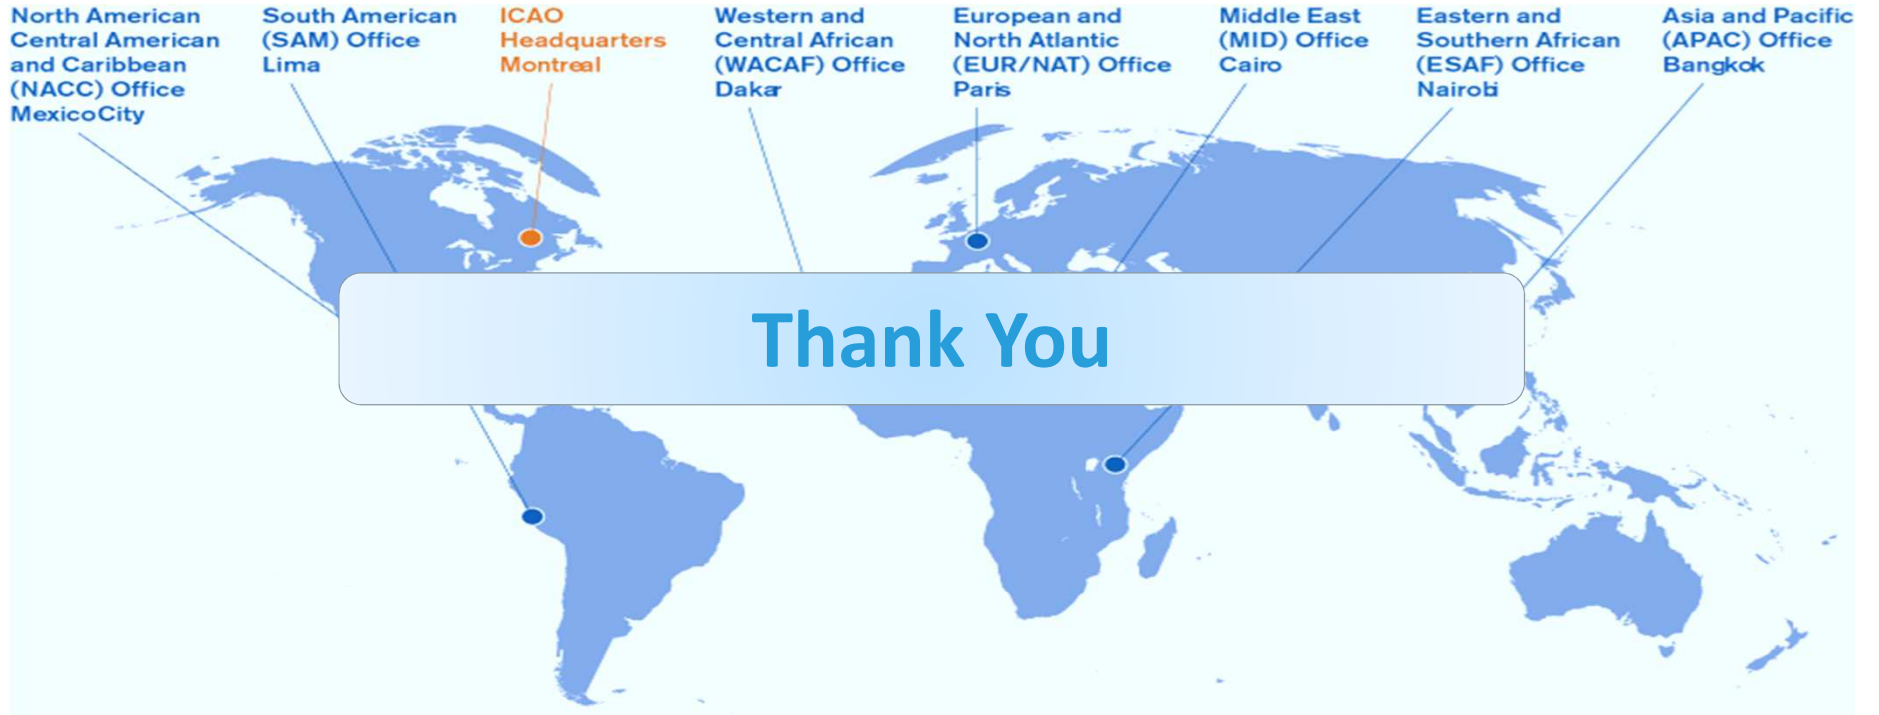 North American
Central American
and Caribbean
(NACC) Office
Mexico City
South American
(SAM) Office
Lima
ICAO
Headquarters
Montreal
Western and
Central African
(WACAF) Office
Dakar
European and
North Atlantic
(EUR/NAT) Office
Paris
Middle East
(MID) Office
Cairo
Eastern and
Southern African
(ESAF) Office
Nairobi
Asia and Pacific
(APAC) Office
Bangkok
Thank You